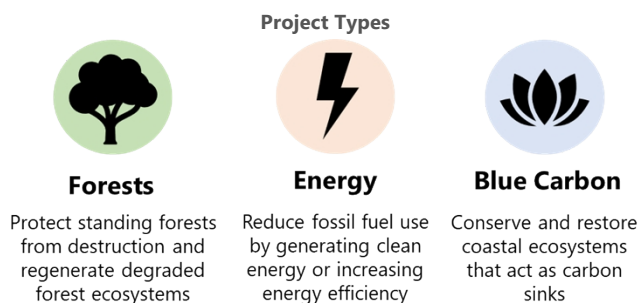 Project Types
Forests
Protect standing forests
from destruction and
regenerate degraded
forest ecosystems
Energy
Reduce fossil fuel use
by generating clean
energy or increasing
energy efficiency
Blue Carbon
Conserve and restore
coastal ecosystems
that act as carbon
sinks